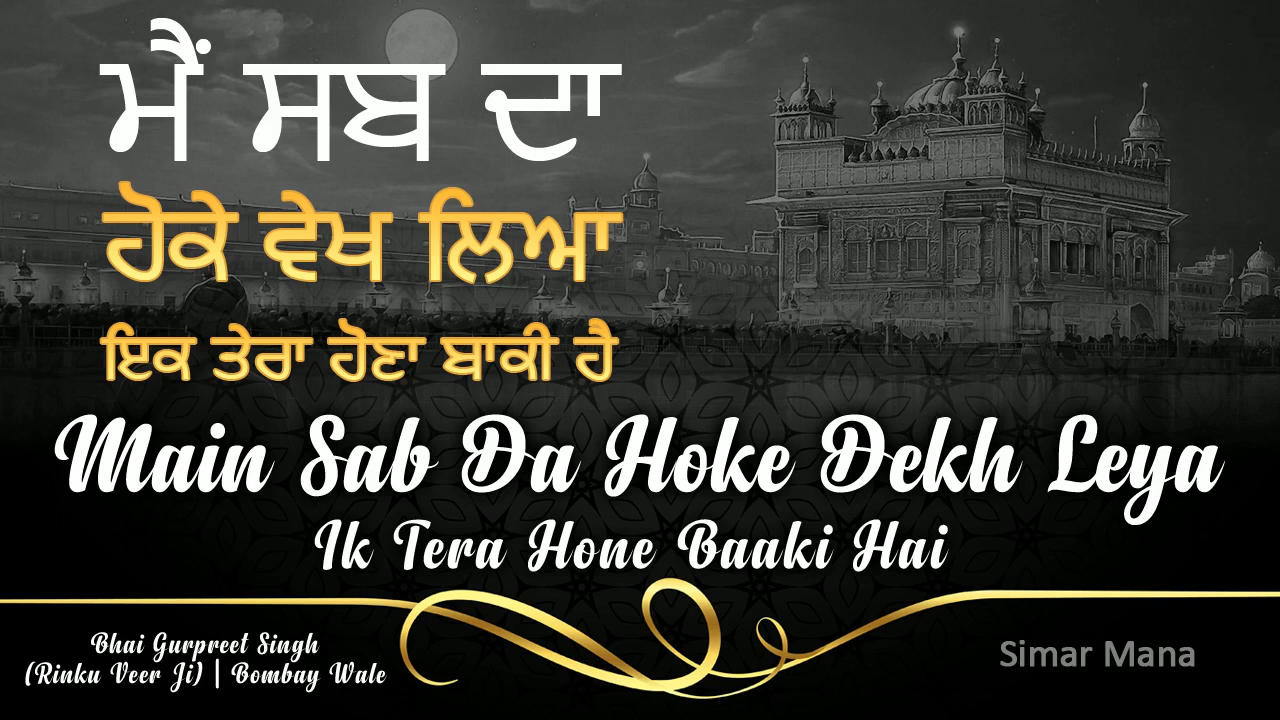 ਮੈਂ ਸਬ ਦਾ
ਹੋਕੇ ਵੇਖ ਲਿਆ
ਇਕ ਤੇਰਾ ਹੋਣਾ ਬਾਕੀ ਹੈ
Main Sab Da Hoke Dekh Leya
Ik Tera Hone Baaki Hai
Bhai Gurpreet Singh
(Rinku Veer Ji) | Bombay Wale
Simar Mana